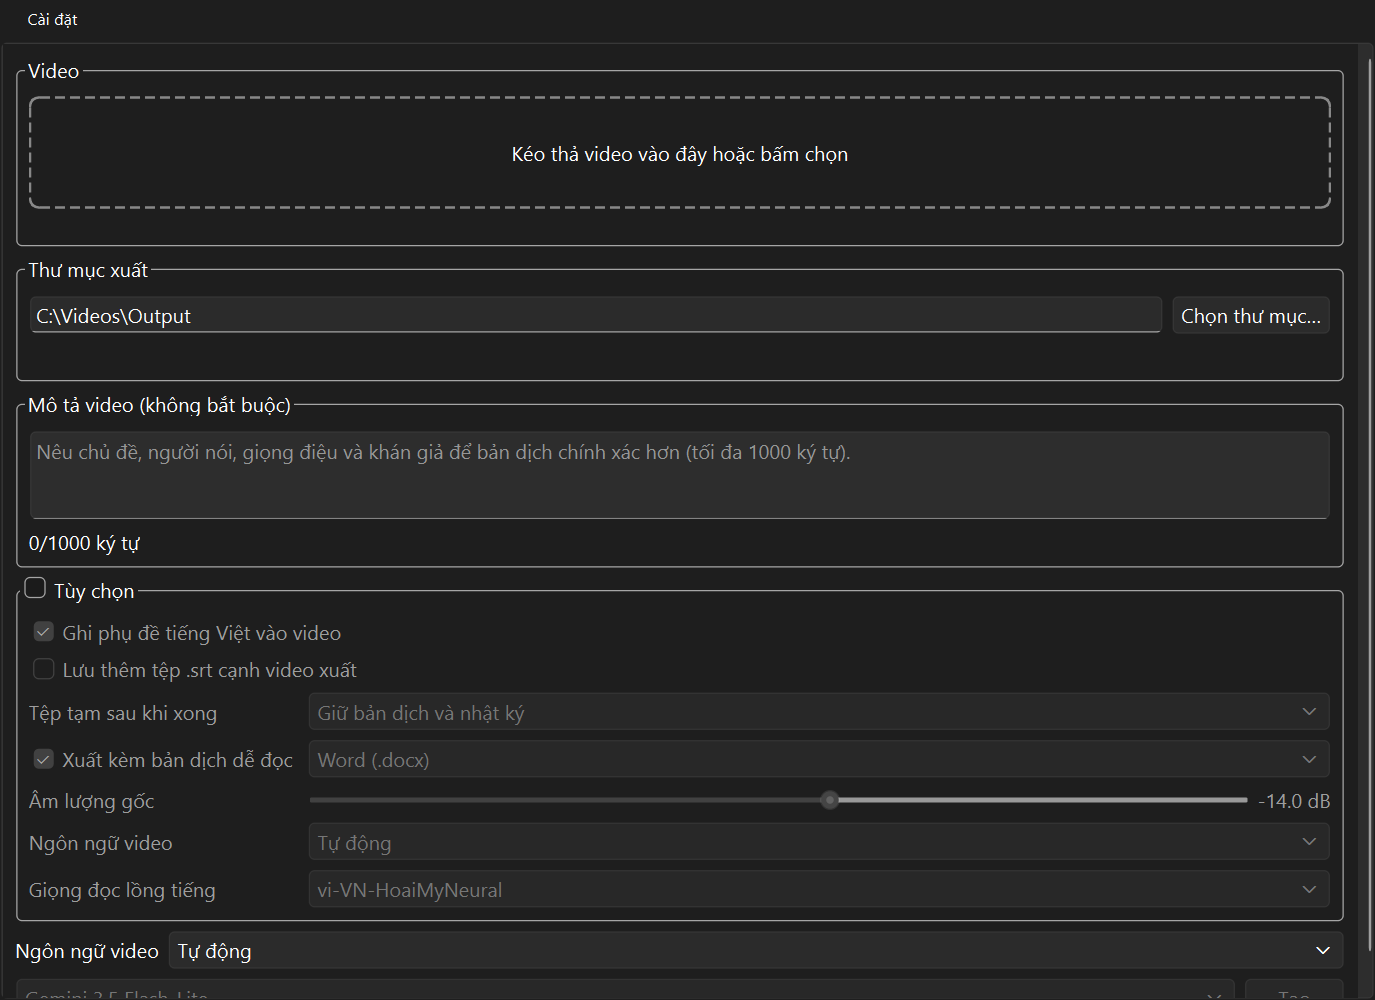 Cài đặt
Video
Kéo thả video vào đây hoặc bấm chọn
Thư mục xuất
C:\Videos\Output
Chọn thư mục...
Mô tả video (không bắt buộc)
Nêu chủ đề, người nói, giọng điệu và khán giả để bản dịch chính xác hơn (tối đa 1000 ký tự).
0/1000 ký tự
Tùy chọn
Ghi phụ đề tiếng Việt vào video
Lưu thêm tệp .srt cạnh video xuất
Tệp tạm sau khi xong
Giữ bản dịch và nhật ký
Xuất kèm bản dịch dễ đọc
Word (.docx)
Âm lượng gốc
-14.0 dB
Ngôn ngữ video
Tự động
Giọng đọc lồng tiếng
vi-VN-HoaiMyNeural
Ngôn ngữ video
Tự động